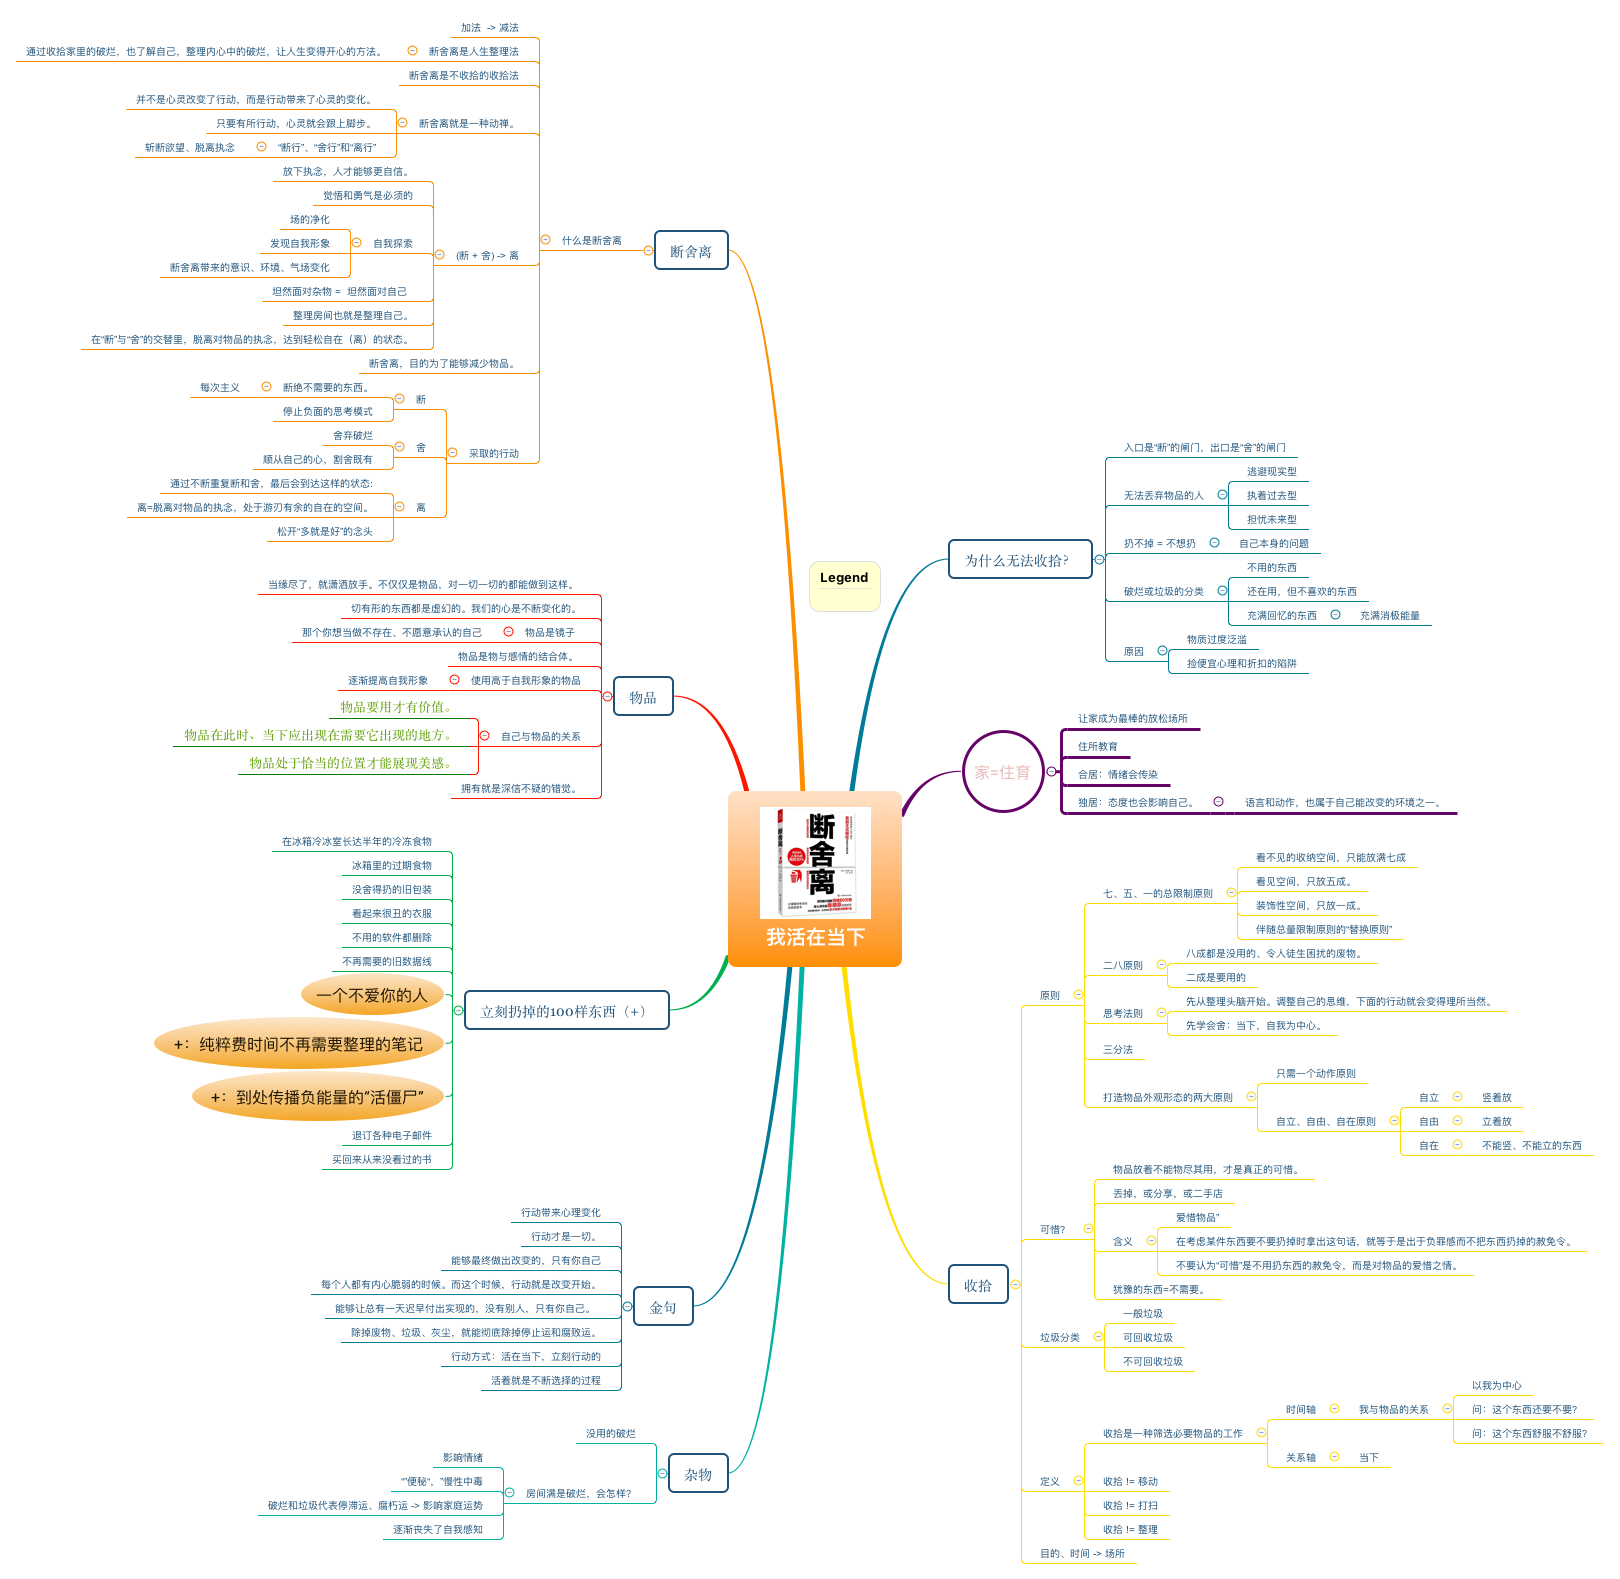 加法 -> 减法
通过收拾家里的破烂，也了解自己，整理内心中的破烂，让人生变得开心的方法。
断舍离是人生整理法
断舍离是不收拾的收拾法
并不是心灵改变了行动，而是行动带来了心灵的变化。
只要有所行动，心灵就会跟上脚步。
断舍离就是一种动禅。
斩断欲望、脱离执念
“断行”、“舍行”和“离行”
放下执念，人才能够更自信。
觉悟和勇气是必须的
场的净化
发现自我形象
自我探索
断舍离带来的意识、环境、气场变化
(断 + 舍) -> 离
什么是断舍离
断舍离
坦然面对杂物 = 坦然面对自己
整理房间也就是整理自己。
在“断”与“舍”的交替里，脱离对物品的执念，达到轻松自在（离）的状态。
断舍离，目的为了能够减少物品。
每次主义
断绝不需要的东西。
断
停止负面的思考模式
舍弃破烂
舍
顺从自己的心，割舍既有
采取的行动
通过不断重复断和舍，最后会到达这样的状态:
离=脱离对物品的执念，处于游刃有余的自在的空间。
离
松开“多就是好”的念头
当缘尽了，就潇洒放手。不仅仅是物品，对一切一切的都能做到这样。
切有形的东西都是虚幻的。我们的心是不断变化的。
那个你想当做不存在、不愿意承认的自己
物品是镜子
物品是物与感情的结合体。
逐渐提高自我形象
使用高于自我形象的物品
物品
物品要用才有价值。
物品在此时、当下应出现在需要它出现的地方。
自己与物品的关系
物品处于恰当的位置才能展现美感。
拥有就是深信不疑的错觉。
在冰箱冷冰室长达半年的冷冻食物
冰箱里的过期食物
没舍得扔的旧包装
看起来很丑的衣服
不用的软件都删除
不再需要的旧数据线
一个不爱你的人
立刻扔掉的100样东西（+）
+：纯粹费时间不再需要整理的笔记
+：到处传播负能量的“活僵尸”
退订各种电子邮件
买回来从来没看过的书
行动带来心理变化
行动才是一切。
能够最终做出改变的，只有你自己
每个人都有内心脆弱的时候。而这个时候，行动就是改变开始。
能够让总有一天迟早付出实现的，没有别人，只有你自己。
金句
除掉废物、垃圾、灰尘，就能彻底除掉停止运和腐败运。
行动方式：活在当下，立刻行动的
活着就是不断选择的过程
没用的破烂
杂物
影响情绪
“”便秘“，”慢性中毒
房间满是破烂，会怎样?
破烂和垃圾代表停滞运、腐朽运 -> 影响家庭运势
逐渐丧失了自我感知
Legend
断舍离
我活在当下
入口是“断”的闸门，出口是“舍”的闸门
逃避现实型
无法丢弃物品的人
执着过去型
担忧未来型
扔不掉 = 不想扔
自己本身的问题
为什么无法收拾?
不用的东西
破烂或垃圾的分类
还在用，但不喜欢的东西
充满回忆的东西
充满消极能量
物质过度泛滥
原因
捡便宜心理和折扣的陷阱
让家成为最棒的放松场所
住所教育
家=住育
合居：情绪会传染
独居：态度也会影响自己。
语言和动作，也属于自己能改变的环境之一。
看不见的收纳空间，只能放满七成
看见空间，只放五成。
七、五、一的总限制原则
装饰性空间，只放一成。
伴随总量限制原则的“替换原则”
八成都是没用的、令人徒生困扰的废物。
二八原则
二成是要用的
原则
先从整理头脑开始。调整自己的思维，下面的行动就会变得理所当然。
思考法则
先学会舍：当下，自我为中心。
三分法
只需一个动作原则
打造物品外观形态的两大原则
自立
竖着放
自立、自由、自在原则
自由
立着放
自在
不能竖、不能立的东西
物品放着不能物尽其用，才是真正的可惜。
丢掉，或分享，或二手店
可惜?
爱惜物品”
含义
在考虑某件东西要不要扔掉时拿出这句话，就等于是出于负罪感而不把东西扔掉的赦免令。
不要认为“可惜”是不用扔东西的赦免令，而是对物品的爱惜之情。
收拾
犹豫的东西=不需要。
一般垃圾
垃圾分类
可回收垃圾
不可回收垃圾
以我为中心
时间轴
我与物品的关系
问：这个东西还要不要?
收拾是一种筛选必要物品的工作
问：这个东西舒服不舒服?
关系轴
当下
定义
收拾 != 移动
收拾 != 打扫
收拾 != 整理
目的、时间 -> 场所